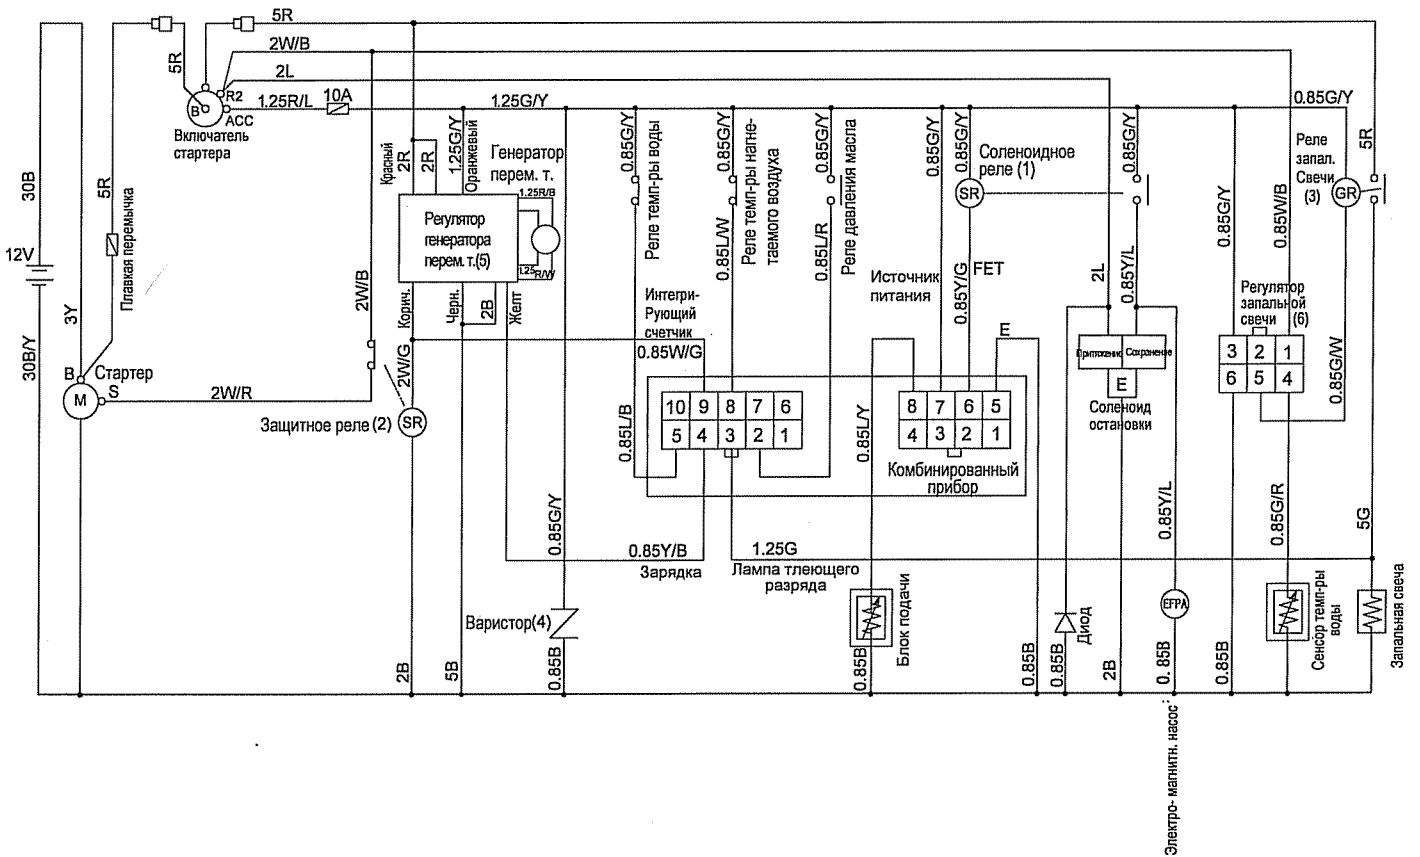 5R
2W/B
2L
R2
B
1.25R/L
10A
1.25G/Y
0.85G/Y
ACC
Включатель
стартера
5R
5R
Плавкая перемычка
30B
12V
30B/Y
3Y
B
Стартер
M
S
2W/R
2W/B
Красный
2R
2R
1.25G/Y
Оранжевый
Генератор
перем. т.
1.25R/B
1.25R/W
Регулятор
генератора
перем. т.(5)
Корич.
Черн.
2B
Желт
2W/G
Защитное реле (2)
SR
0.85G/Y
Реле темп-ры воды
0.85G/Y
0.85L/W
Реле темп-ры нагне-
таемого воздуха
0.85G/Y
0.85L/R
Реле давления масла
Интегри-
Рующий
счетчик
0.85W/G
0.85L/B
10 9 8 7 6
5 4 3 2 1
0.85G/Y
0.85G/Y
Соленоидное
реле (1)
SR
Источник
питания
0.85Y/G
FET
E
0.85L/Y
8 7 6 5
4 3 2 1
Комбинированный
прибор
0.85G/Y
2L
0.85Y/L
Притяжение
Сохранение
E
Соленоид
остановки
0.85Y/L
0.85G/Y
0.85W/B
Реле
запал.
Свечи
(3)
GR
5R
Регулятор
запальной
свечи (6)
3 2 1
6 5 4
0.85G/W
0.85G/R
5G
0.85G/Y
0.85Y/B
Зарядка
1.25G
Лампа тлеющего
разряда
Варистор(4)
Блок подачи
Диод
EFPA
Сенсор темп-ры
воды
Запальная свеча
2B
5B
0.85B
0.85B
0.85B
0.85B
2B
0.85B
0.85B
Электро- магнитн. насос :